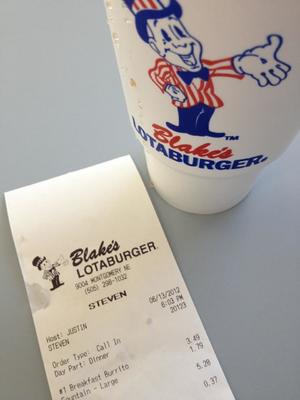 Blake's
LOTABURGER®
TM
Blake's
LOTABURGER®
9004 MONTGOMERY NE
(505) 298-1032
STEVEN
Host: JUSTIN
06/13/2012
STEVEN
6:03 PM
20123
Order Type: Call In
Day Part: Dinner
#1 Breakfast Burrito 3.49
Fountain - Large 1.79
5.28
0.37